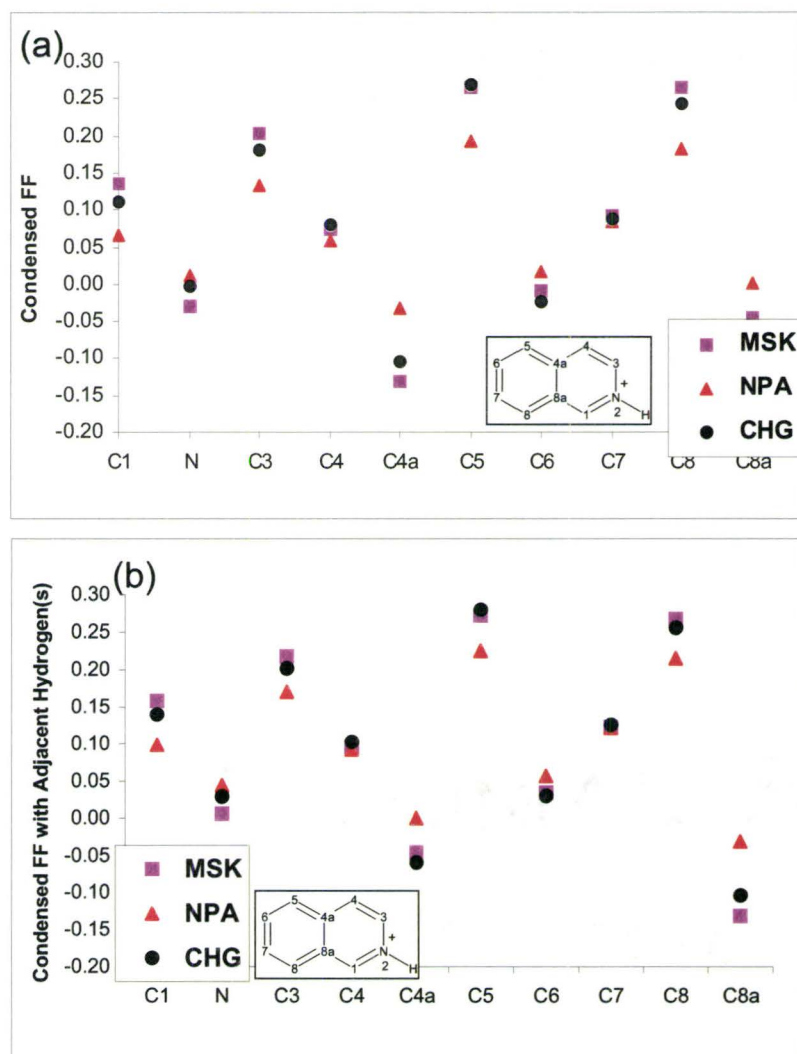 (a)
Condensed FF
0.30
0.25
0.20
0.15
0.10
0.05
0.00
-0.05
-0.10
-0.15
-0.20
C1 N C3 C4 C4a C5 C6 C7 C8 C8a
5 4
6 4a 3
7 8a N + 2 H
8 1
MSK
NPA
CHG
(b)
Condensed FF with Adjacent Hydrogen(s)
0.30
0.25
0.20
0.15
0.10
0.05
0.00
-0.05
-0.10
-0.15
-0.20
MSK
NPA
CHG
5 4
6 4a 3
7 8a N + 2 H
8 1
C1 N C3 C4 C4a C5 C6 C7 C8 C8a